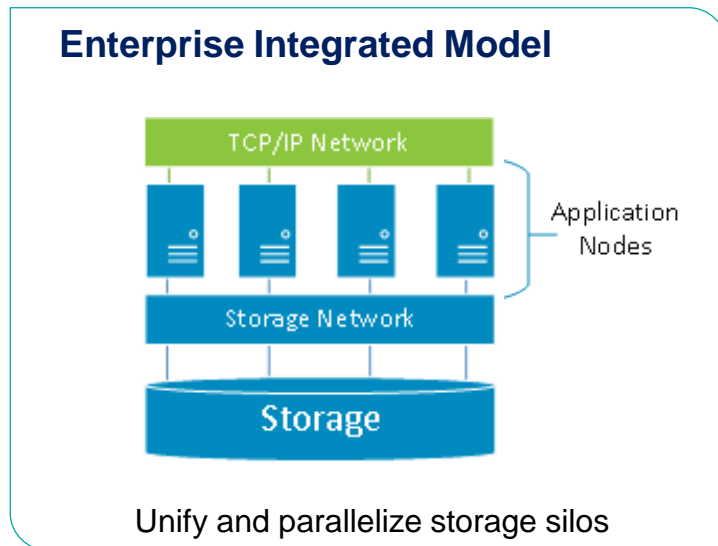 Enterprise Integrated Model
TCP/IP Network
Application
Nodes
Storage Network
Storage
Unify and parallelize storage silos